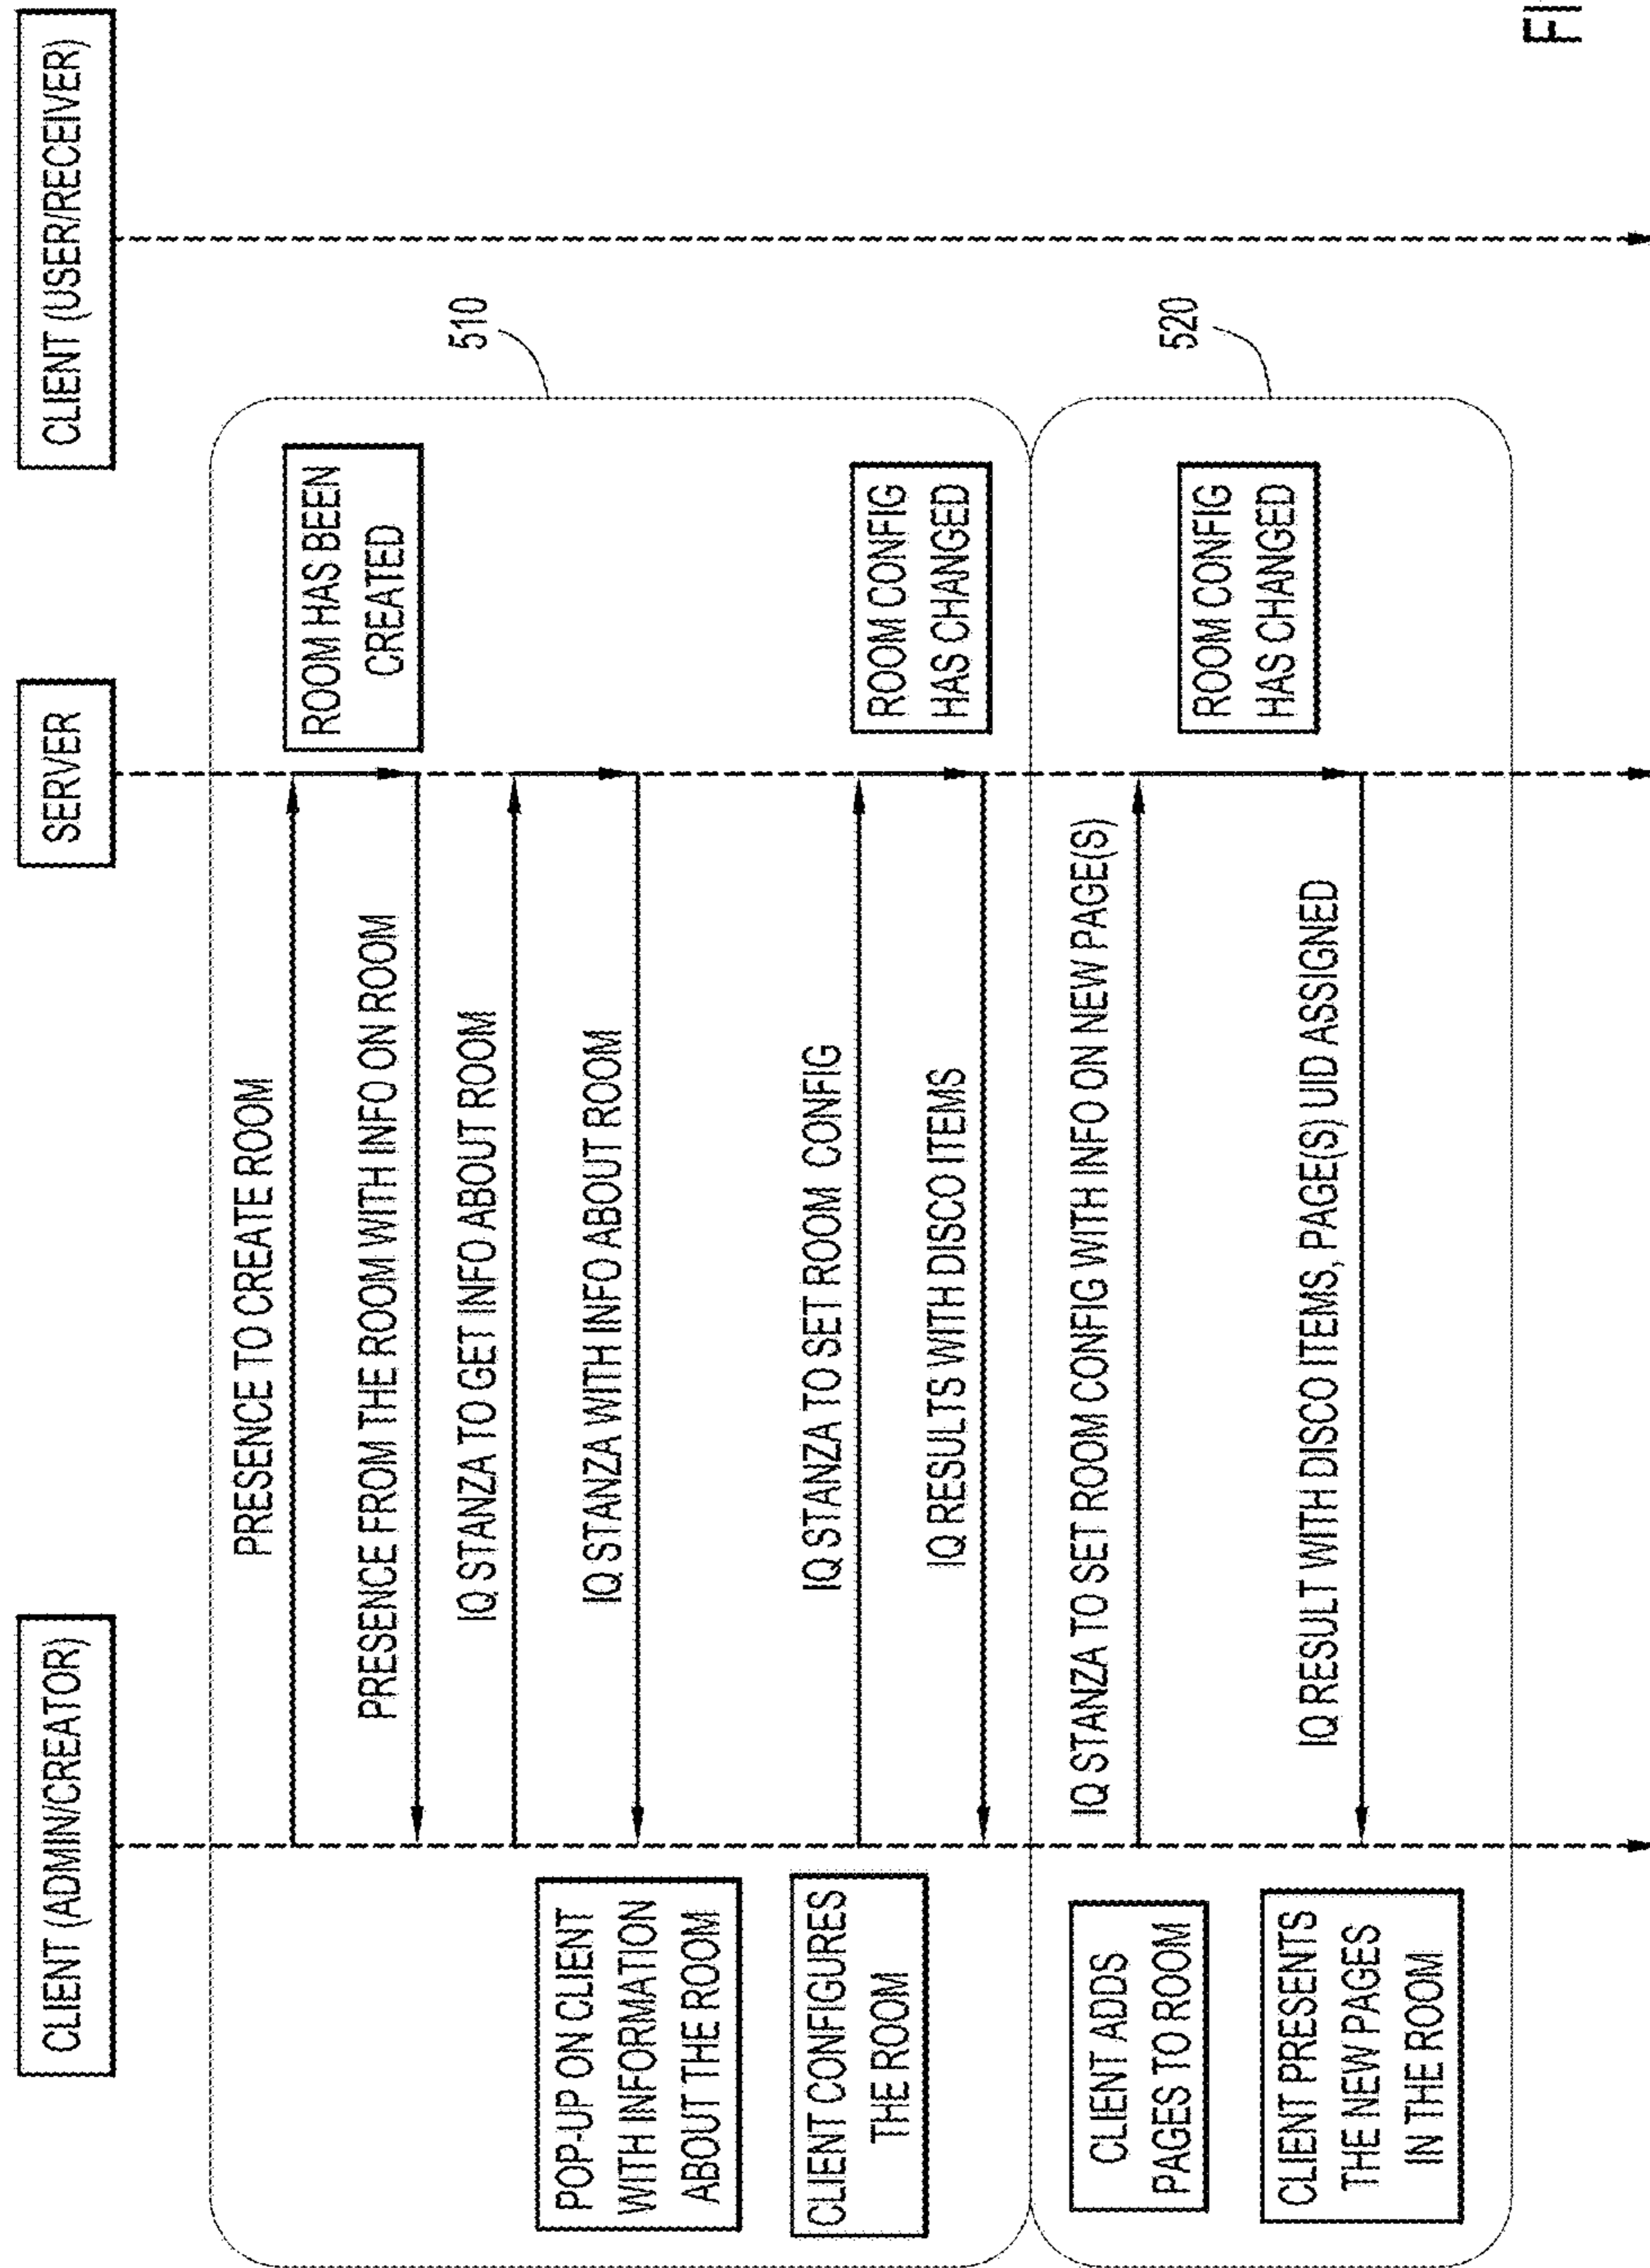 CLIENT (ADMIN/CREATOR)
SERVER
CLIENT (USER/RECEIVER)
PRESENCE TO CREATE ROOM
ROOM HAS BEEN
CREATED
PRESENCE FROM THE ROOM WITH INFO ON ROOM
510
IQ STANZA TO GET INFO ABOUT ROOM
POP-UP ON CLIENT
WITH INFORMATION
ABOUT THE ROOM
IQ STANZA WITH INFO ABOUT ROOM
CLIENT CONFIGURES
THE ROOM
IQ STANZA TO SET ROOM CONFIG
ROOM CONFIG
HAS CHANGED
IQ RESULTS WITH DISCO ITEMS
CLIENT ADDS
PAGES TO ROOM
IQ STANZA TO SET ROOM CONFIG WITH INFO ON NEW PAGE(S)
ROOM CONFIG
HAS CHANGED
520
CLIENT PRESENTS
THE NEW PAGES
IN THE ROOM
IQ RESULT WITH DISCO ITEMS, PAGE(S) UID ASSIGNED